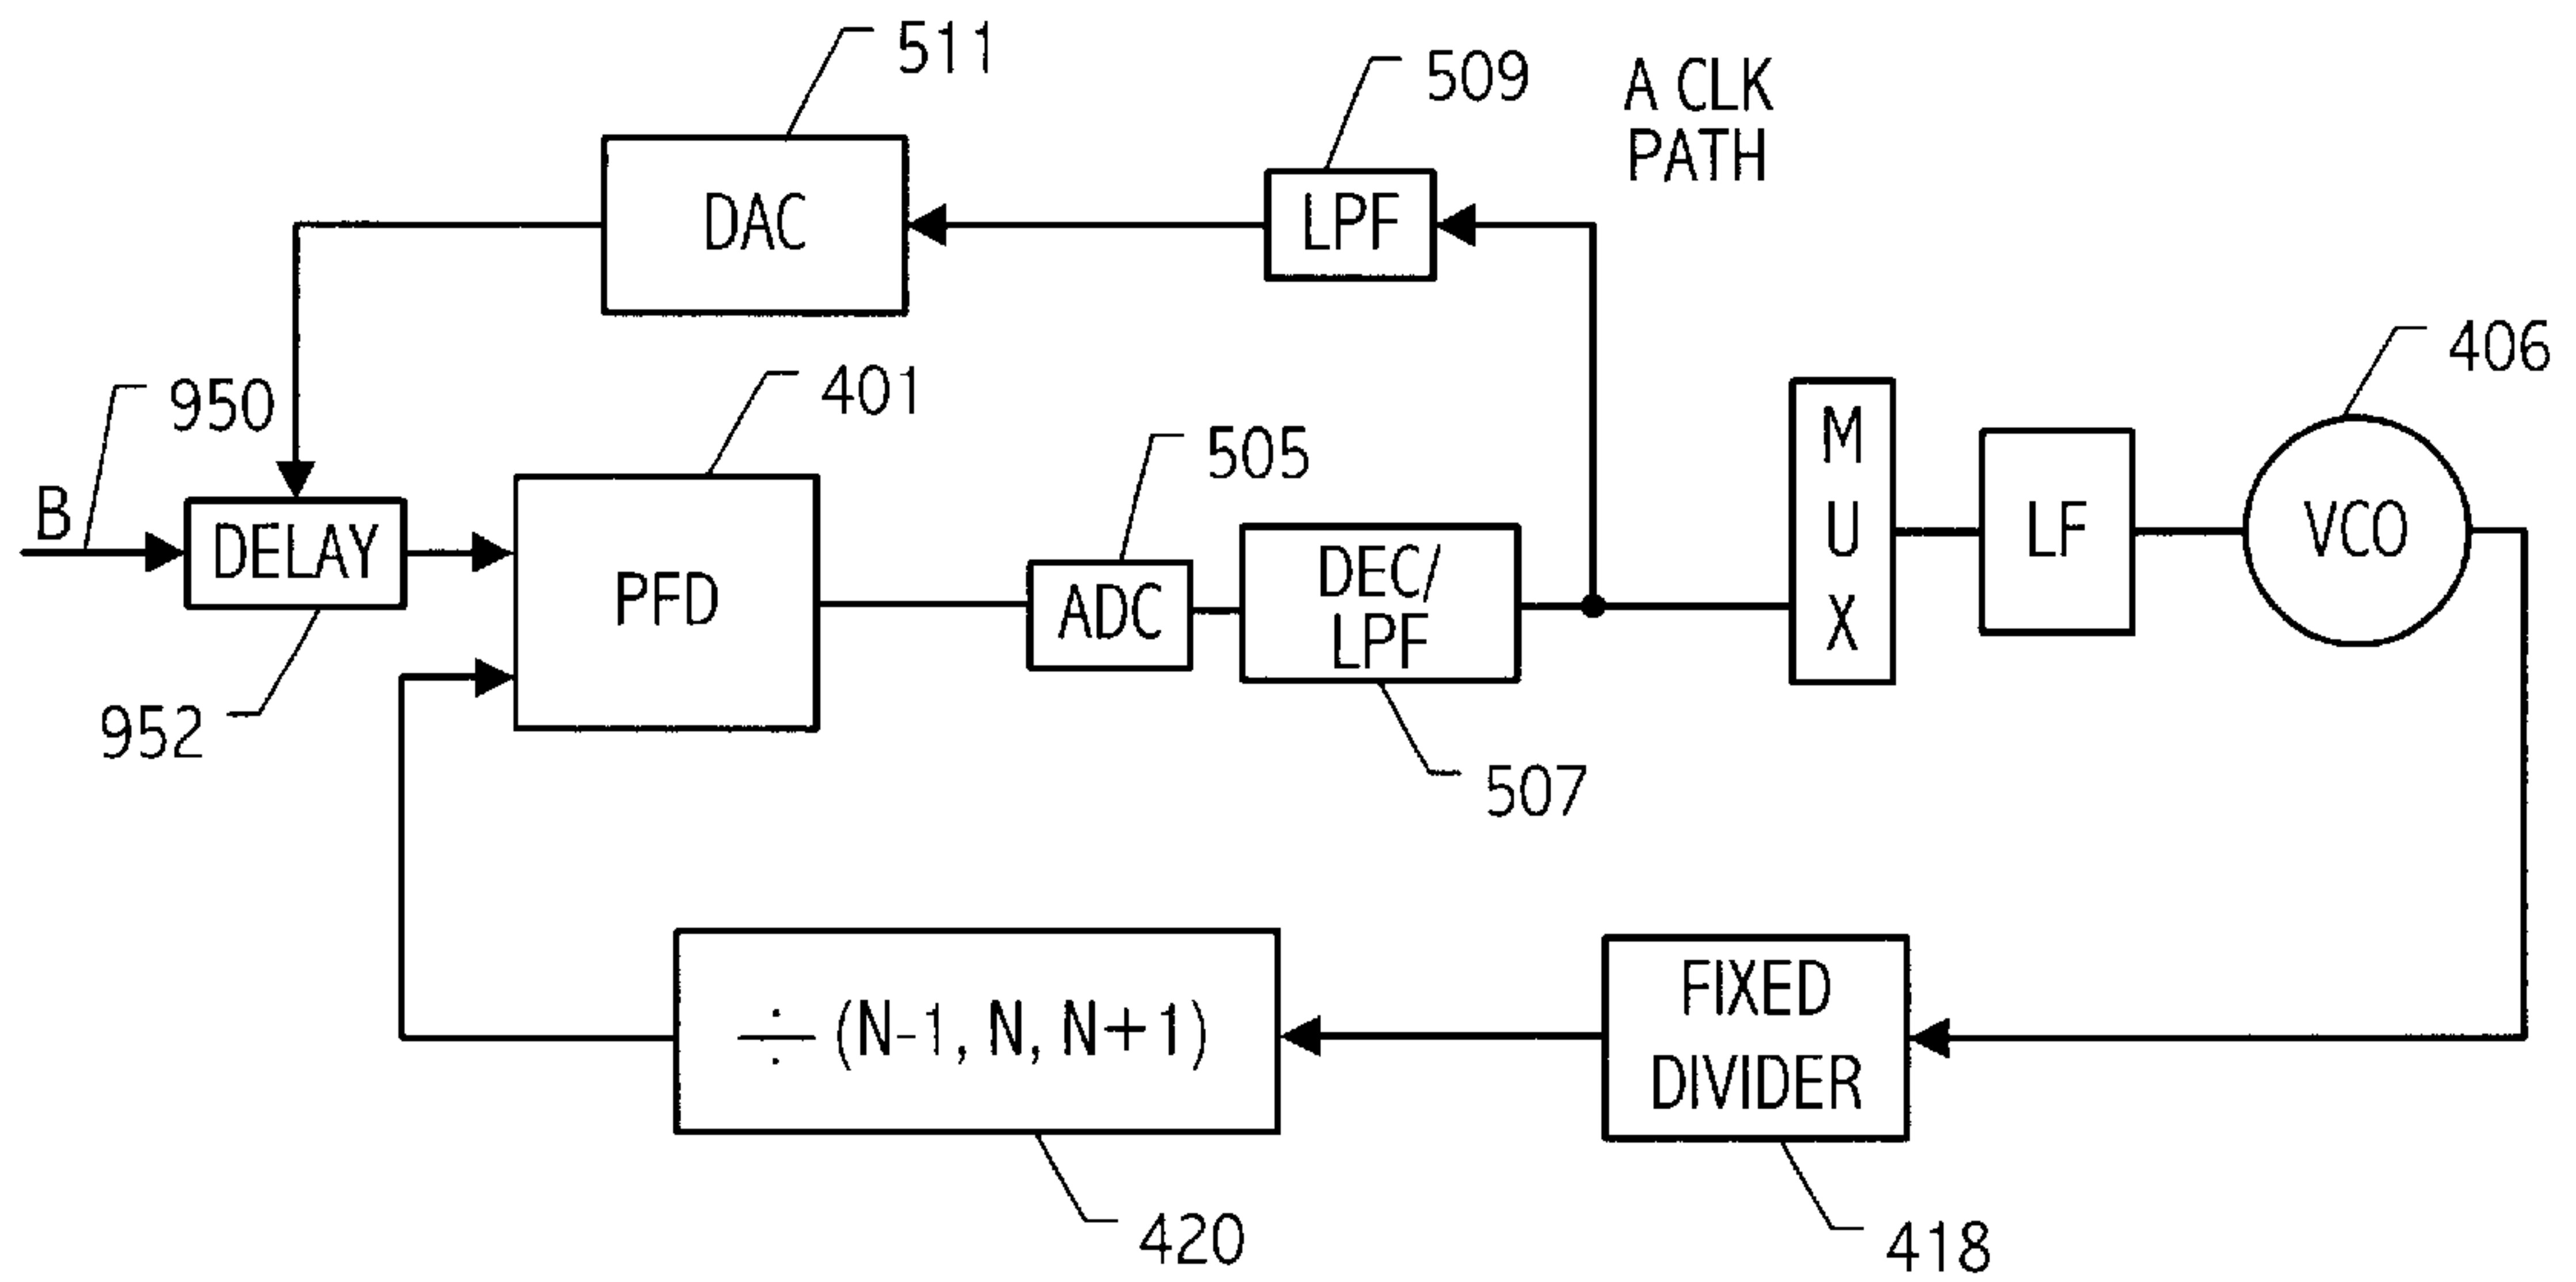 511
509
A CLK
PATH
DAC
LPF
406
950
401
505
B
DELAY
PFD
ADC
DEC/
LPF
M
U
X
LF
VCO
952
507
÷ (N-1, N, N+1)
FIXED
DIVIDER
420
418